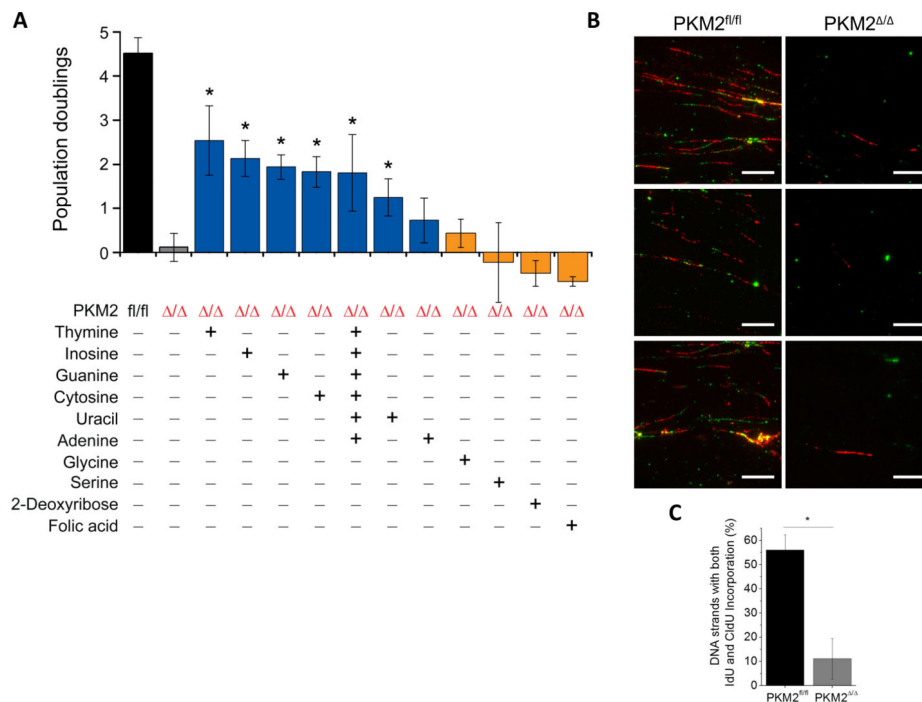 A
Population doublings
5
4
3
2
1
0
* * * * * *
PKM2 fl/fl Δ/Δ Δ/Δ Δ/Δ Δ/Δ Δ/Δ Δ/Δ Δ/Δ Δ/Δ Δ/Δ Δ/Δ Δ/Δ Δ/Δ
Thymine – – + – – – + – – – – – –
Inosine – – – + – – + – – – – – –
Guanine – – – – + – + – – – – – –
Cytosine – – – – – + + – – – – – –
Uracil – – – – – – + + – – – – –
Adenine – – – – – – + – + – – – –
Glycine – – – – – – – – – + – – –
Serine – – – – – – – – – – + – –
2-Deoxyribose – – – – – – – – – – – + –
Folic acid – – – – – – – – – – – – +
B
PKM2fl/fl PKM2Δ/Δ
C
DNA strands with both
IdU and CldU Incorporation (%)
*
60
50
40
30
20
10
0
PKM2fl/fl PKM2Δ/Δ